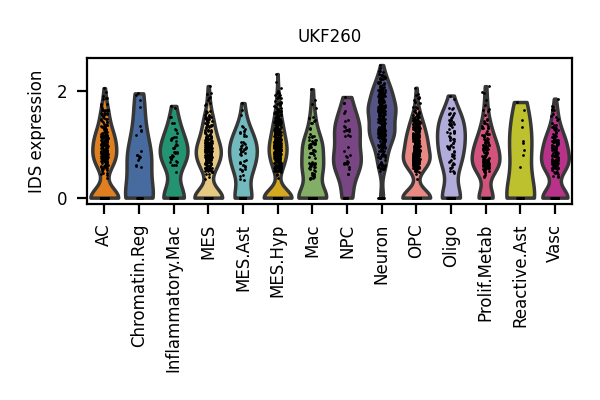 UKF260
IDS expression
2
0
AC
Chromatin.Reg
Inflammatory.Mac
MES
MES.Ast
MES.Hyp
Mac
NPC
Neuron
OPC
Oligo
Prolif.Metab
Reactive.Ast
Vasc